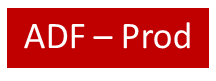 ADF – Prod